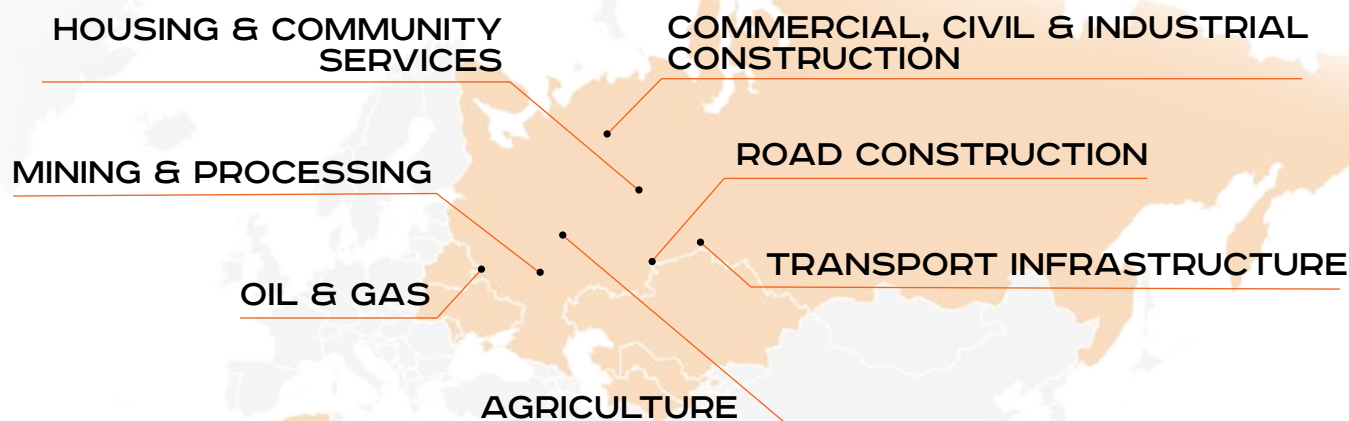 HOUSING & COMMUNITY
SERVICES
COMMERCIAL, CIVIL & INDUSTRIAL
CONSTRUCTION
MINING & PROCESSING
ROAD CONSTRUCTION
OIL & GAS
TRANSPORT INFRASTRUCTURE
AGRICULTURE